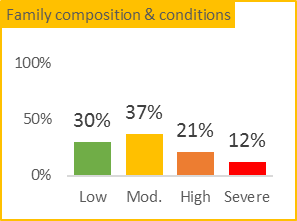 Family composition & conditions
100%
50%
0%
30%
37%
21%
12%
Low
Mod.
High
Severe